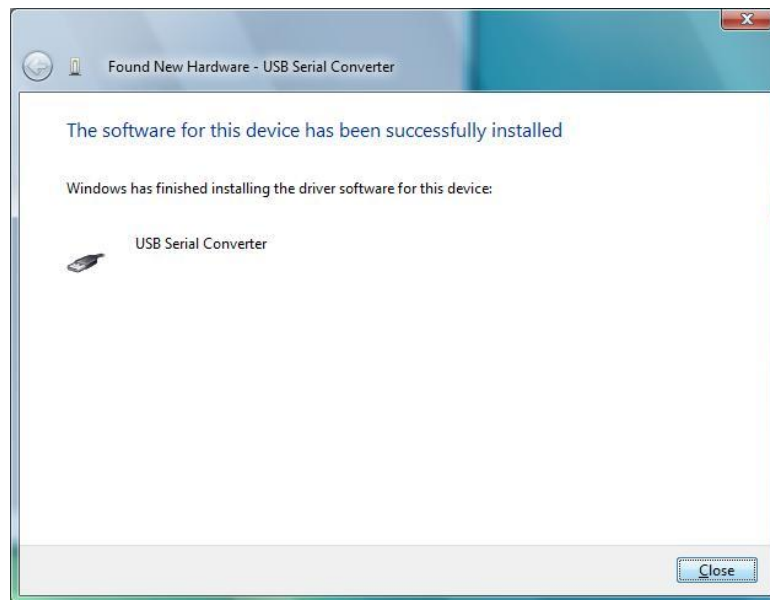 Found New Hardware - USB Serial Converter
The software for this device has been successfully installed
Windows has finished installing the driver software for this device:
USB Serial Converter
Close